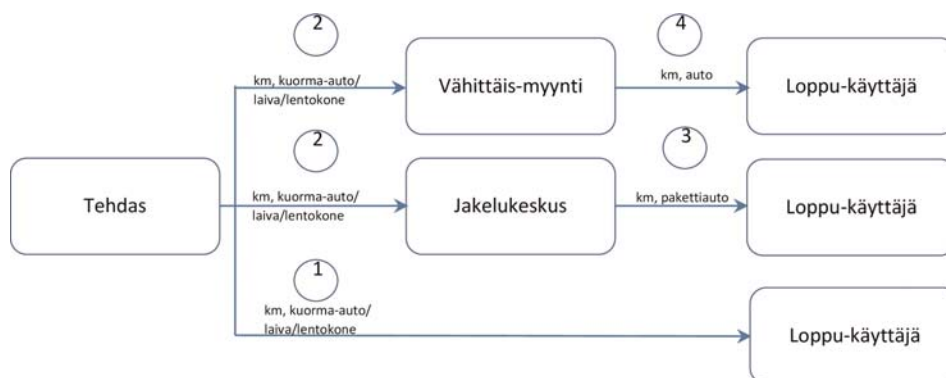 2
4
km, kuorma-auto/
laiva/lentokone
Vähittäis-myynti
km, auto
Loppu-käyttäjä
2
3
Tehdas
km, kuorma-auto/
laiva/lentokone
Jakelukeskus
km, pakettiauto
Loppu-käyttäjä
1
km, kuorma-auto/
laiva/lentokone
Loppu-käyttäjä